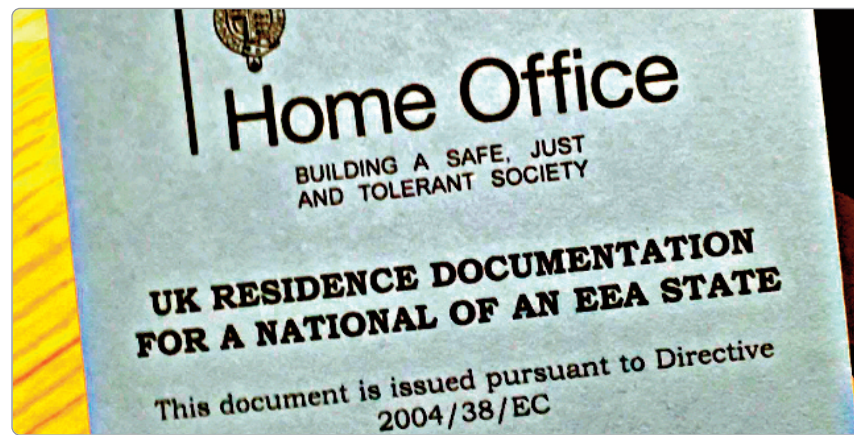 Home Office
BUILDING A SAFE, JUST
AND TOLERANT SOCIETY
UK RESIDENCE DOCUMENTATION
FOR A NATIONAL OF AN EEA STATE
This document is issued pursuant to Directive
2004/38/EC